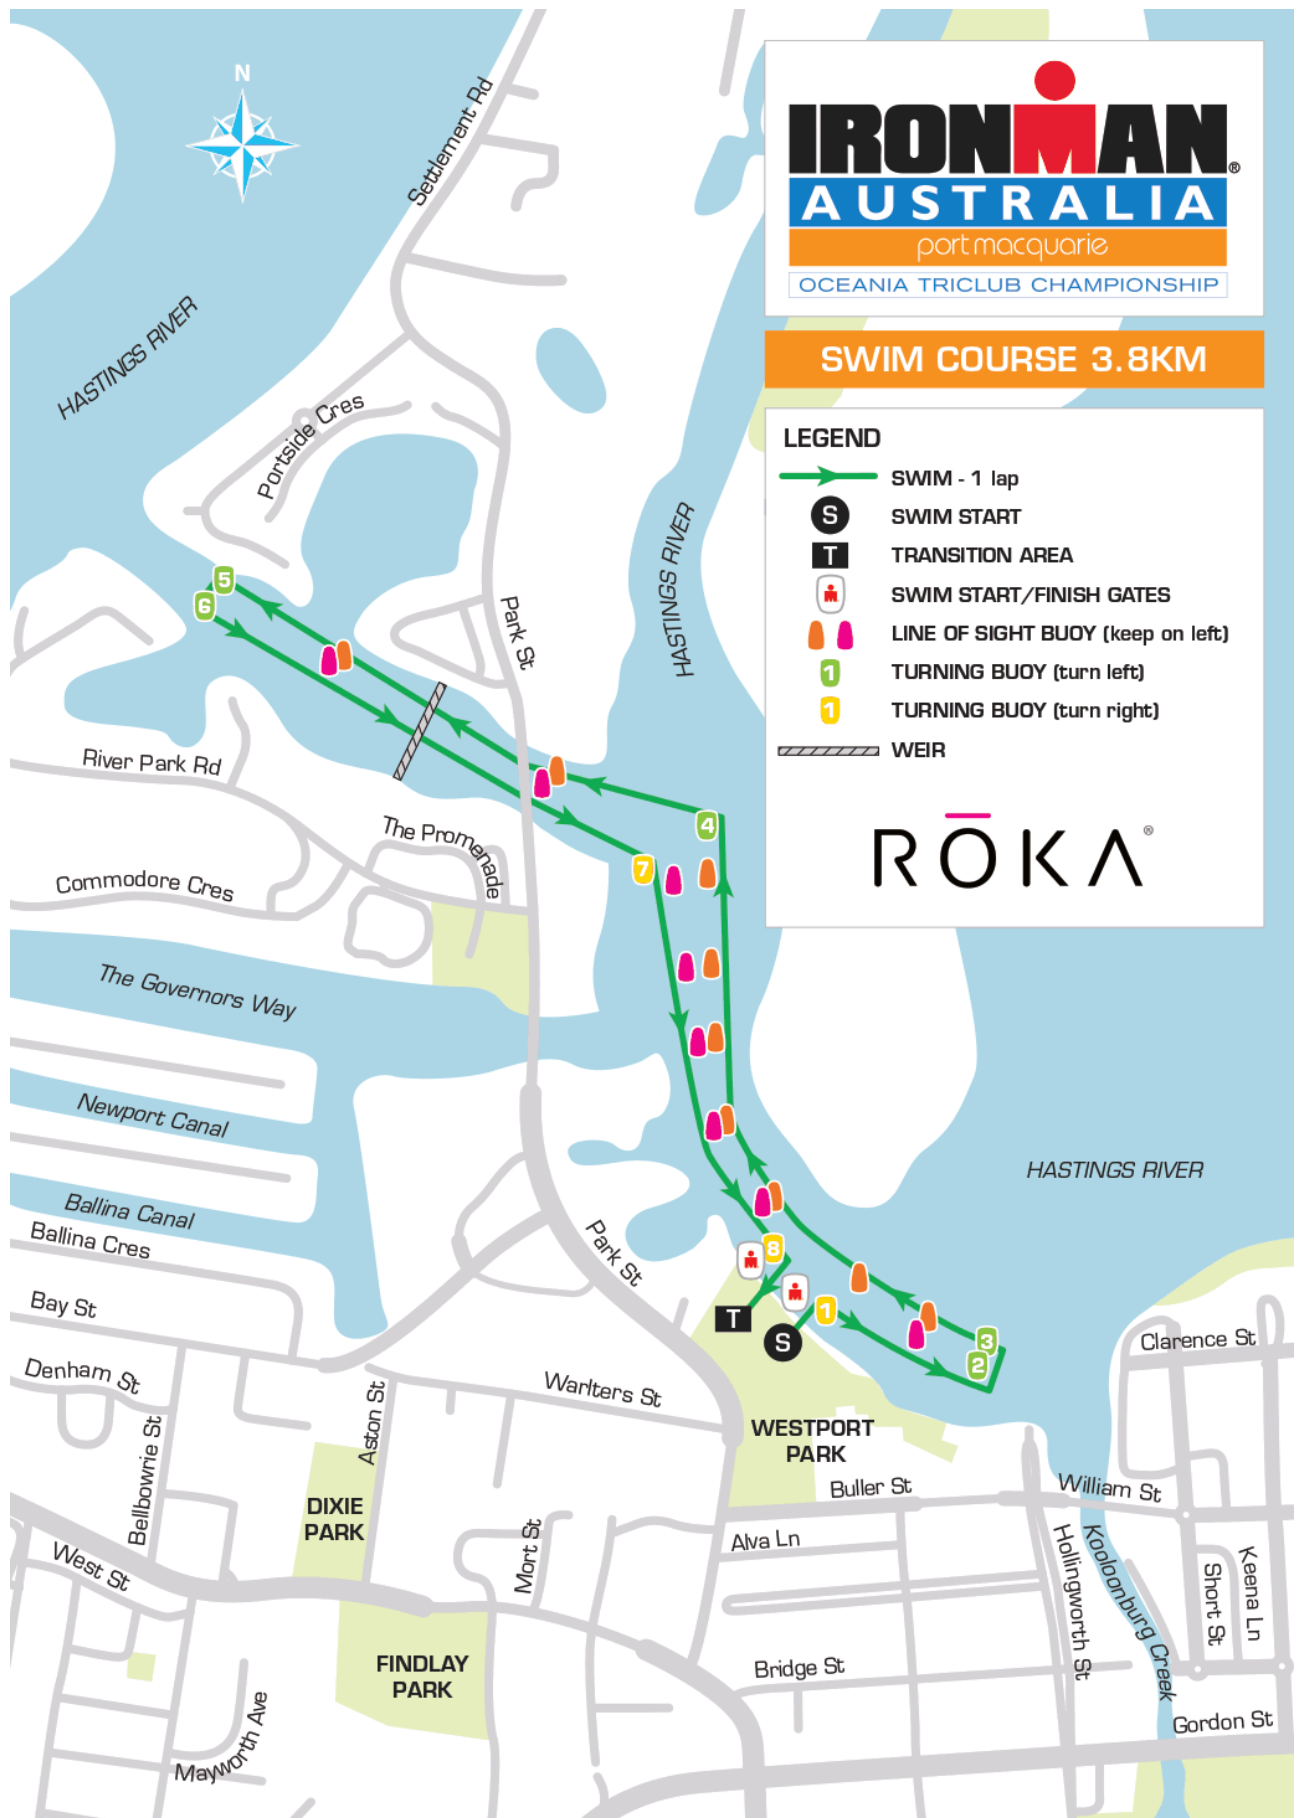 N
Settlement Rd
IRONMAN®
AUSTRALIA
port macquarie
OCEANIA TRICLUB CHAMPIONSHIP
SWIM COURSE 3.8KM
LEGEND
SWIM - 1 lap
S SWIM START
T TRANSITION AREA
SWIM START/FINISH GATES
LINE OF SIGHT BUOY (keep on left)
1 TURNING BUOY (turn left)
1 TURNING BUOY (turn right)
WEIR
RŌKA®
HASTINGS RIVER
Portside Cres
HASTINGS RIVER
5
6
Park St
River Park Rd
4
The Promenade
7
Commodore Cres
The Governors Way
Newport Canal
HASTINGS RIVER
Ballina Canal
Ballina Cres
Park St
8
1
T
S
3
2
Bay St
Clarence St
Denham St
Aston St
Warlters St
Bellbowrie St
WESTPORT
PARK
Buller St
William St
DIXIE
PARK
Alva Ln
Mort St
West St
Hollingworth St
Kooloonburg Creek
Short St
Keena Ln
FINDLAY
PARK
Bridge St
Gordon St
Mayworth Ave